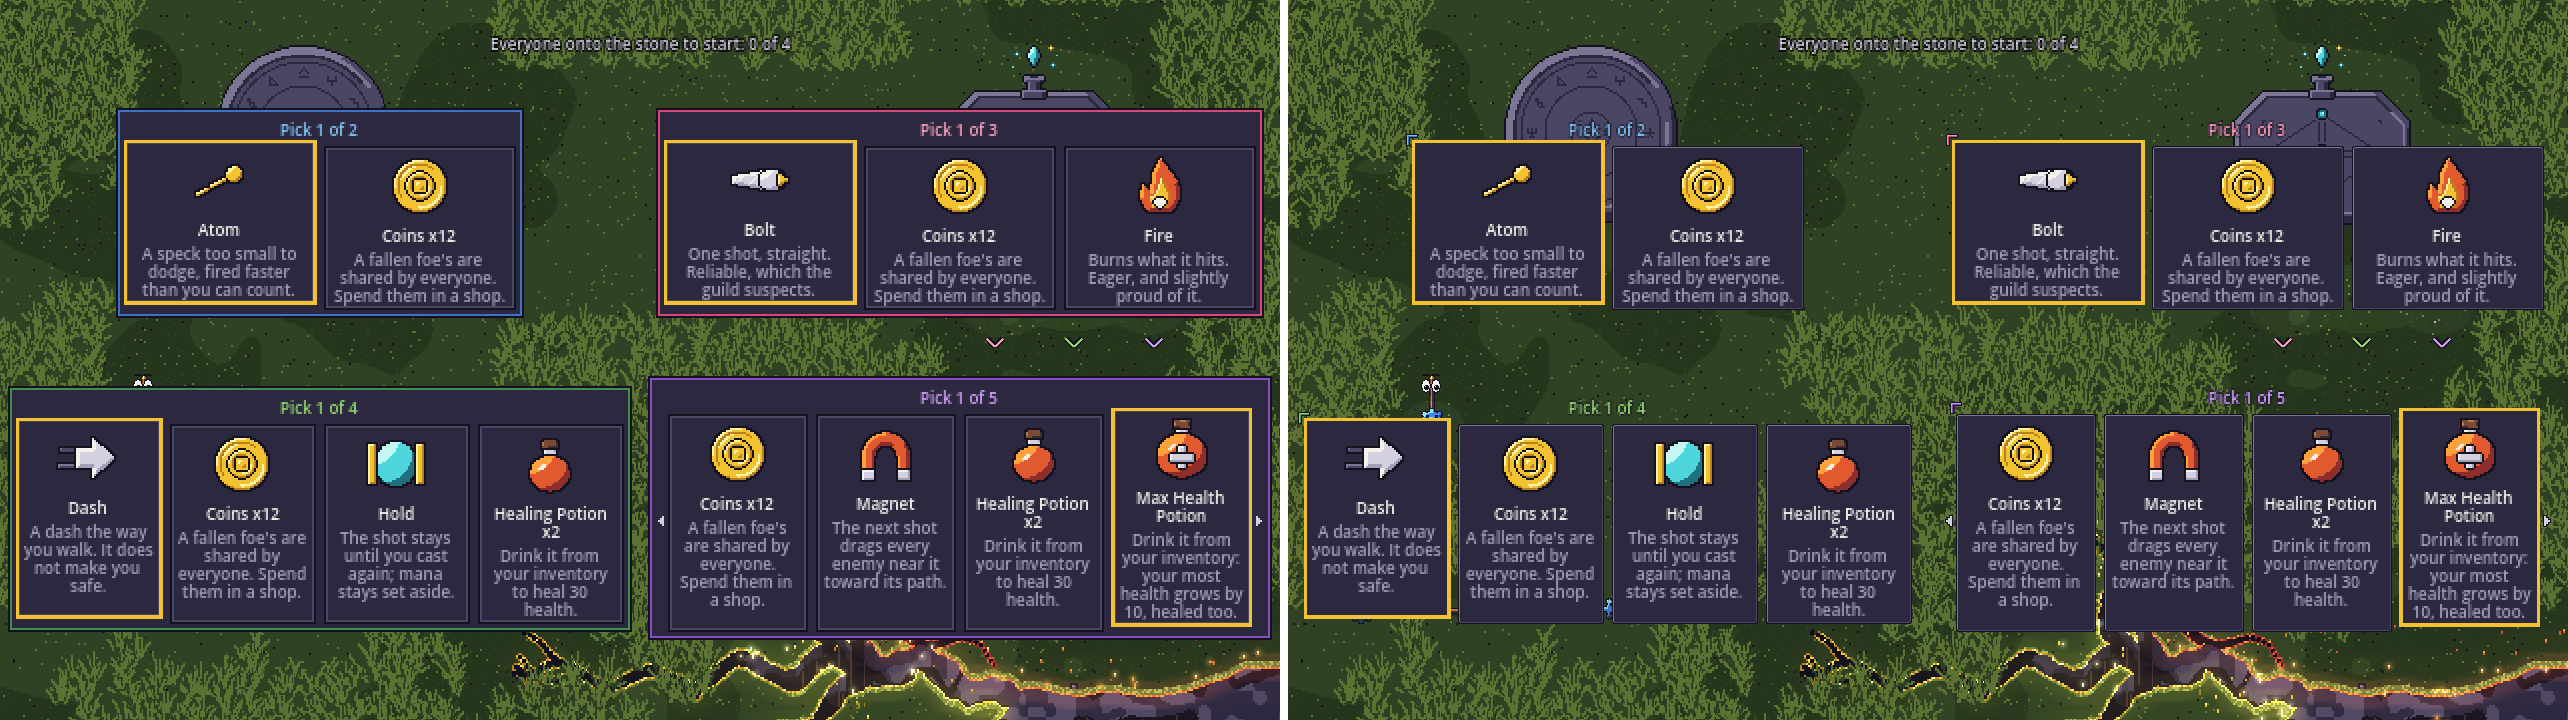 Everyone onto the stone to start: 0 of 4
Pick 1 of 2
Atom
A speck too small to
dodge, fired faster
than you can count.
Coins x12
A fallen foe's are
shared by everyone.
Spend them in a shop.
Pick 1 of 3
Bolt
One shot, straight.
Reliable, which the
guild suspects.
Coins x12
A fallen foe's are
shared by everyone.
Spend them in a shop.
Fire
Burns what it hits.
Eager, and slightly
proud of it.
Pick 1 of 4
Dash
A dash the way
you walk. It does
not make you
safe.
Coins x12
A fallen foe's are
shared by
everyone. Spend
them in a shop.
Hold
The shot stays
until you cast
again; mana
stays set aside.
Healing Potion
x2
Drink it from
your inventory
to heal 30
health.
Pick 1 of 5
Coins x12
A fallen foe's
are shared by
everyone.
Spend them in
a shop.
Magnet
The next shot
drags every
enemy near it
toward its path.
Healing Potion
x2
Drink it from
your inventory
to heal 30
health.
Max Health
Potion
Drink it from
your inventory:
your most
health grows by
10, healed too.
Everyone onto the stone to start: 0 of 4
Pick 1 of 2
Atom
A speck too small to
dodge, fired faster
than you can count.
Coins x12
A fallen foe's are
shared by everyone.
Spend them in a shop.
Pick 1 of 3
Bolt
One shot, straight.
Reliable, which the
guild suspects.
Coins x12
A fallen foe's are
shared by everyone.
Spend them in a shop.
Fire
Burns what it hits.
Eager, and slightly
proud of it.
Pick 1 of 4
Dash
A dash the way
you walk. It does
not make you
safe.
Coins x12
A fallen foe's are
shared by
everyone. Spend
them in a shop.
Hold
The shot stays
until you cast
again; mana
stays set aside.
Healing Potion
x2
Drink it from
your inventory
to heal 30
health.
Pick 1 of 5
Coins x12
A fallen foe's
are shared by
everyone.
Spend them in
a shop.
Magnet
The next shot
drags every
enemy near it
toward its path.
Healing Potion
x2
Drink it from
your inventory
to heal 30
health.
Max Health
Potion
Drink it from
your inventory:
your most
health grows by
10, healed too.